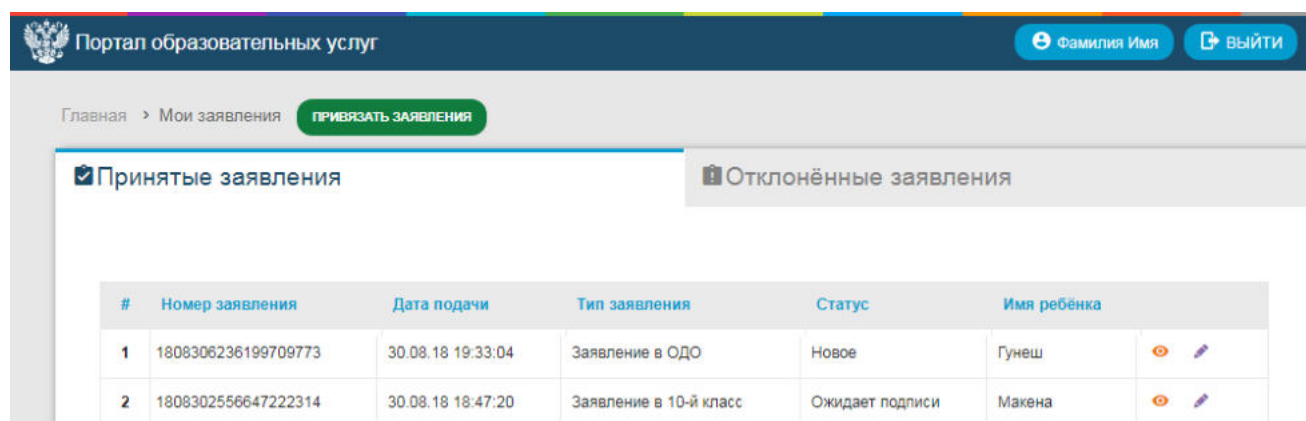 Портал образовательных услуг Фамилия Имя ВЫЙТИ
Главная > Мои заявления ПРИВЯЗАТЬ ЗАЯВЛЕНИЯ
Принятые заявления Отклонённые заявления
# Номер заявления Дата подачи Тип заявления Статус Имя ребёнка
1 1808306236199709773 30.08.18 19:33:04 Заявление в ОДО Новое Гунеш
2 1808302556647222314 30.08.18 18:47:20 Заявление в 10-й класс Ожидает подписи Макена